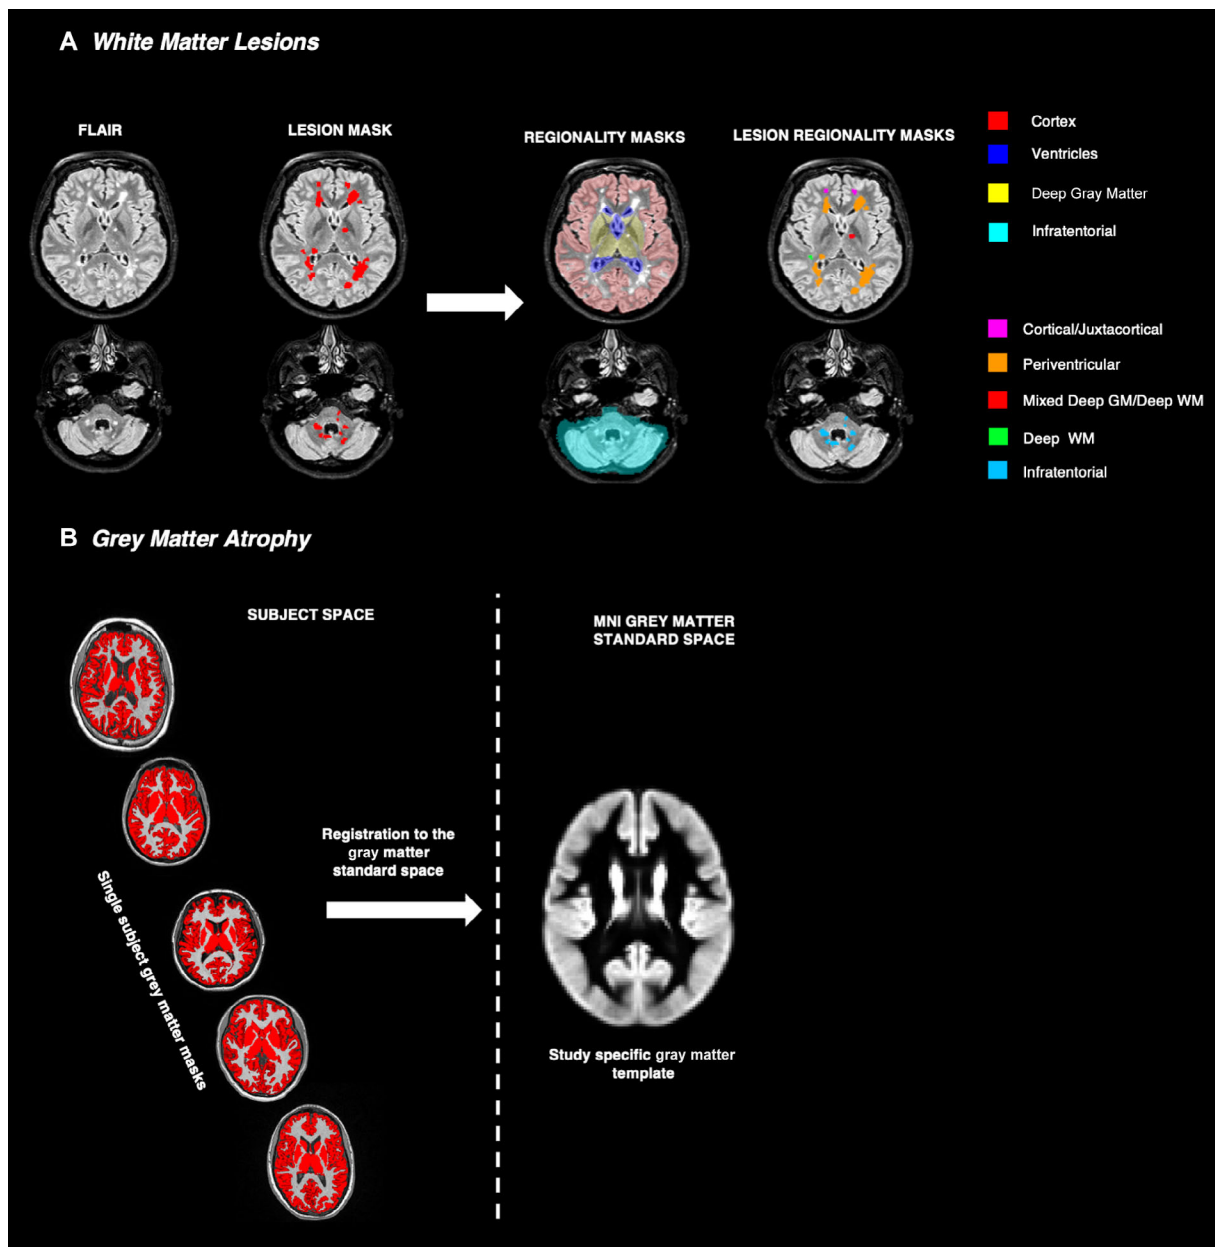 A White Matter Lesions
FLAIR
LESION MASK
REGIONALITY MASKS
LESION REGIONALITY MASKS
Cortex
Ventricles
Deep Gray Matter
Infratentorial
Cortical/Juxtacortical
Periventricular
Mixed Deep GM/Deep WM
Deep WM
Infratentorial
B Grey Matter Atrophy
SUBJECT SPACE
MNI GREY MATTER
STANDARD SPACE
Single subject grey matter masks
Registration to the
gray matter
standard space
Study specific gray matter
template